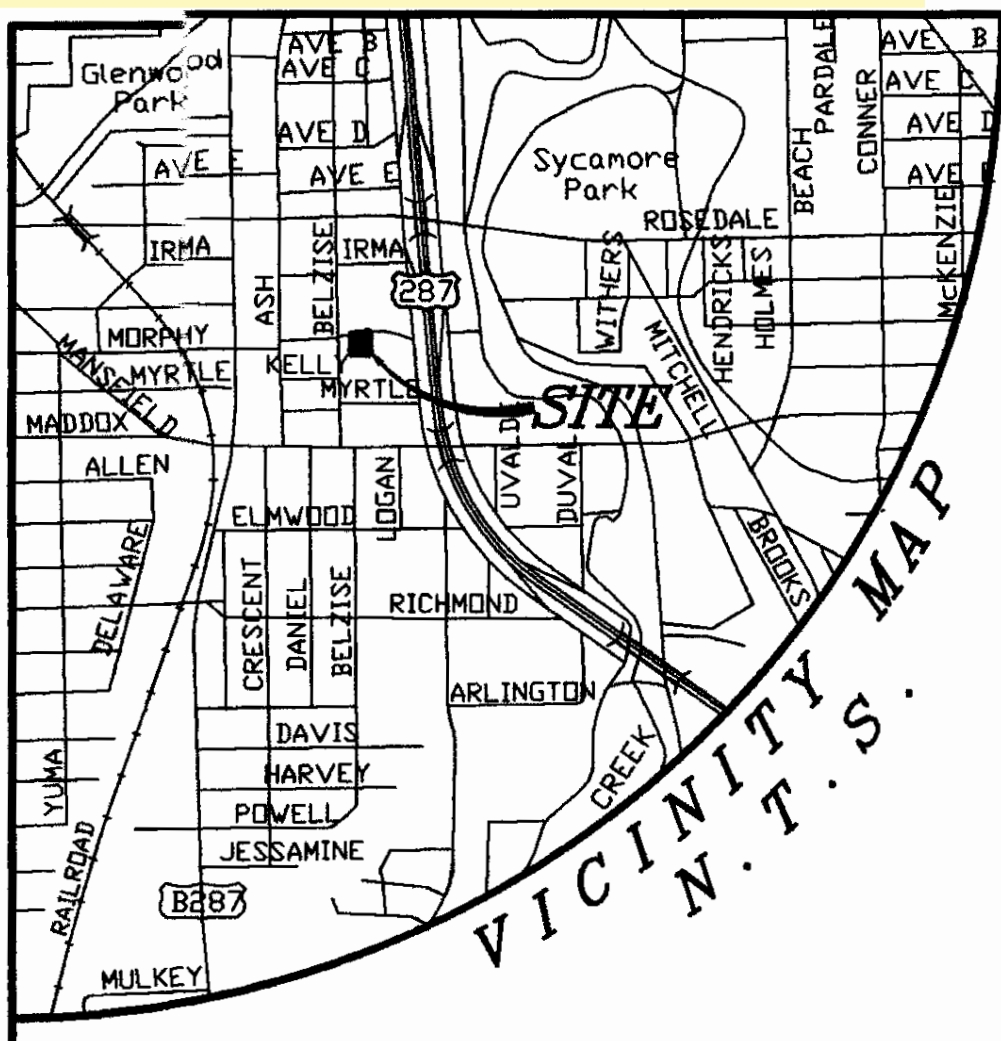 AVE B
AVE C
Glenwood
Park
AVE D
AVE E
AVE E
IRMA
BELZISE
IRMA
ASH
287
MORPHY
MANSFIELD
MYRTLE
KELL
MYRTLE
MADDOX
SITE
Sycamore
Park
ROSEDALE
BEACH
PARDALE
CONNER
AVE B
AVE C
AVE D
AVE
McKENZIE
WITHERS
HENDRICKS
HOLMES
MITCHELL
ALLEN
ELMWOOD
LOGAN
UVALD
DUVAL
DELAWARE
CRESCENT
DANIEL
BELZISE
RICHMOND
BROOKS
ARLINGTON
DAVIS
HARVEY
POWELL
JESSAMINE
YUMA
RAILROAD
B287
CREEK
MULKEY
VICINITY MAP
N.T.S.